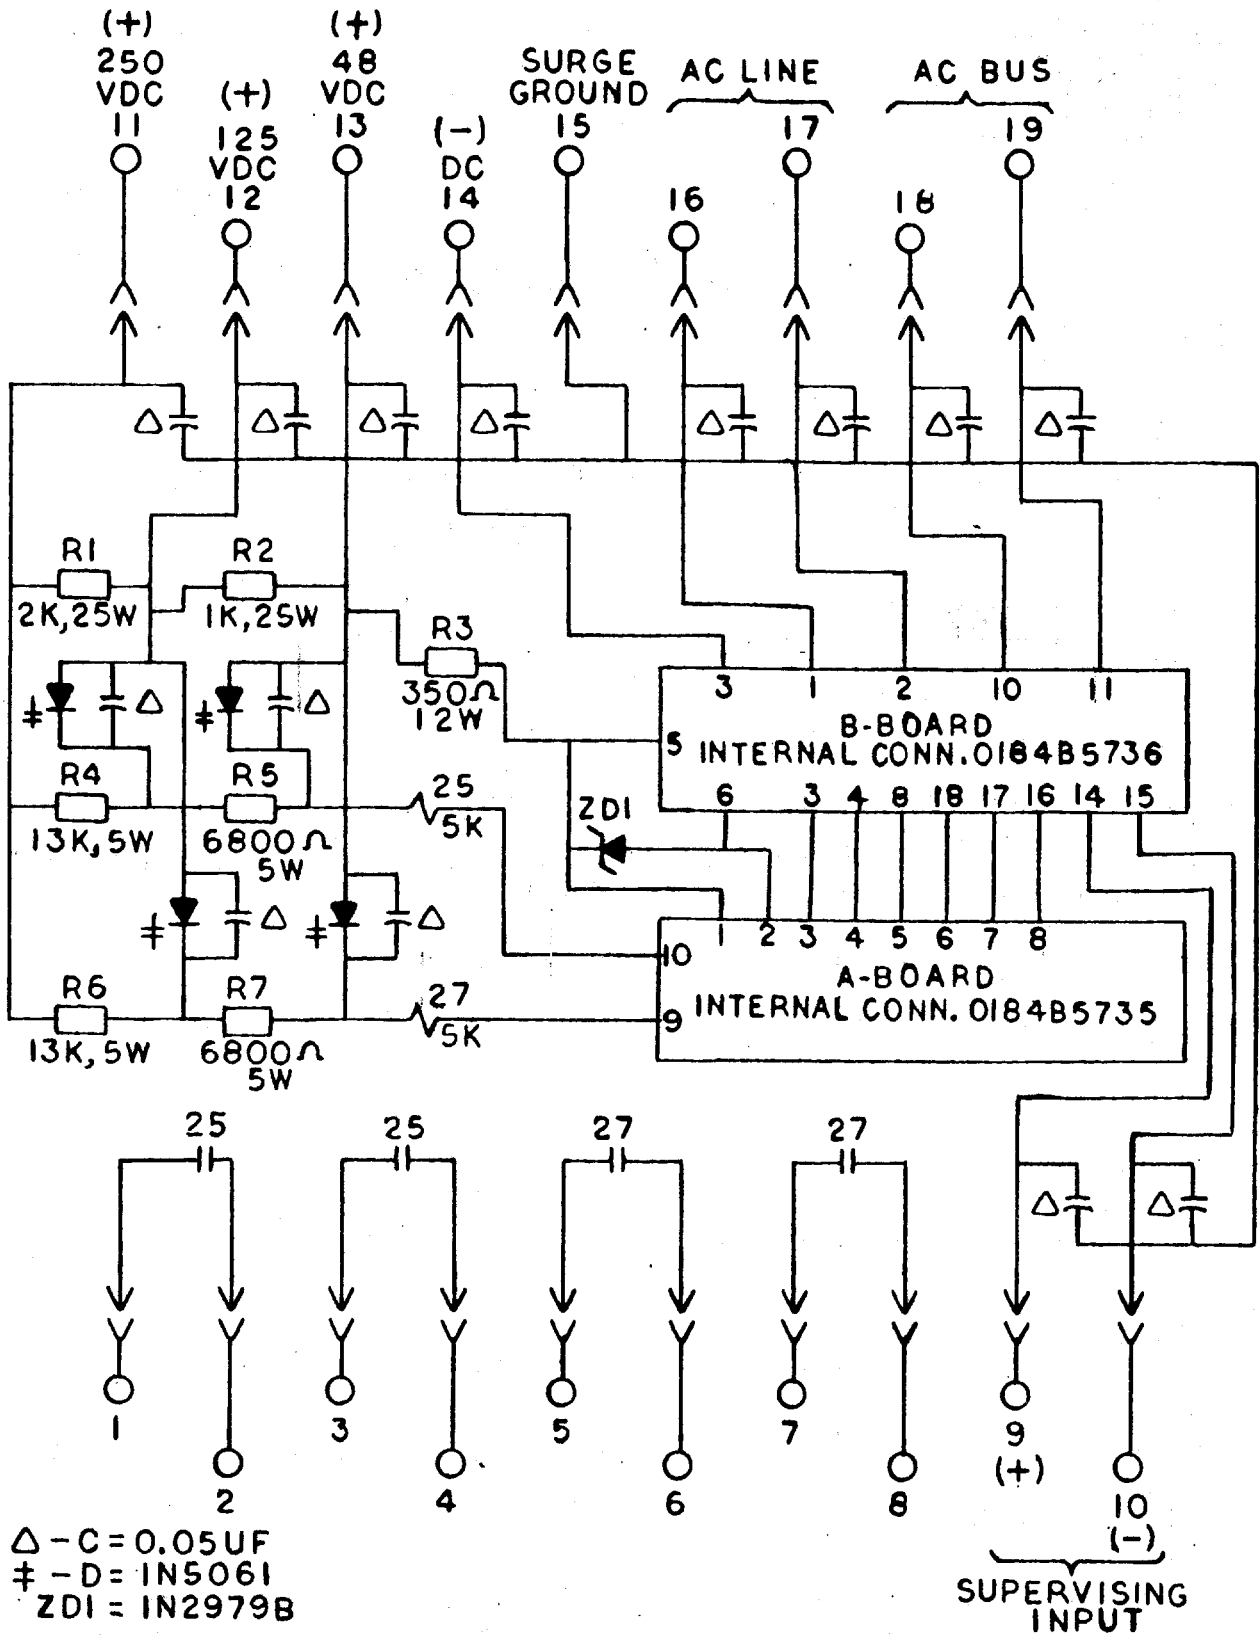 (+)
250
VDC
11
(+)
125
VDC
12
(+)
48
VDC
13
(-)
DC
14
SURGE
GROUND
15
AC LINE
16
17
AC BUS
18
19
Δ
Δ
Δ
Δ
Δ
Δ
Δ
Δ
R1
2K,25W
R2
1K,25W
R3
350Ω
12W
‡
Δ
‡
Δ
R4
13K,5W
R5
6800Ω
5W
25
5K
ZD1
3 1 2 10 11
5
B-BOARD
INTERNAL CONN. 0184B5736
6 3 4 8 18 17 16 14 15
‡
Δ
‡
Δ
R6
13K,5W
R7
6800Ω
5W
27
5K
1 2 3 4 5 6 7 8
10
9
A-BOARD
INTERNAL CONN. 0184B5735
25
25
27
27
Δ
Δ
1
2
3
4
5
6
7
8
9
(+)
10
(-)
SUPERVISING
INPUT
Δ - C = 0.05UF
‡ - D = 1N5061
ZD1 = 1N2979B